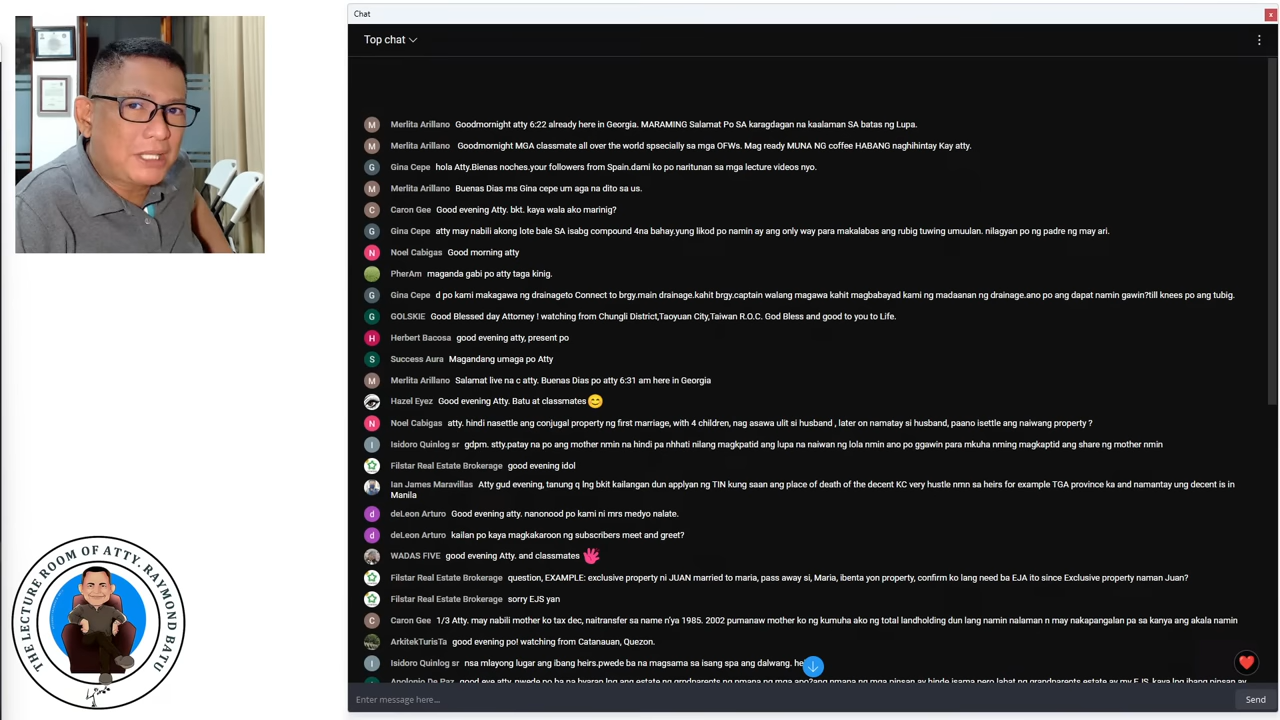 Chat
x
Top chat
M Merlita Arillano Goodmornight atty 6:22 already here in Georgia. MARAMING Salamat Po SA karagdagan na kaalaman SA batas ng Lupa.
M Merlita Arillano Goodmornight MGA classmate all over the world spsecially sa mga OFWs. Mag ready MUNA NG coffee HABANG naghihintay Kay atty.
G Gina Cepe hola Atty.Bienas noches.your followers from Spain.dami ko po naritunan sa mga lecture videos nyo.
M Merlita Arillano Buenas Dias ms Gina cepe um aga na dito sa us.
C Caron Gee Good evening Atty. bkt. kaya wala ako marinig?
G Gina Cepe atty may nabili akong lote bale SA isabg compound 4na bahay.yung likod po namin ay ang only way para makalabas ang rubig tuwing umuulan. nilagyan po ng padre ng may ari.
N Noel Cabigas Good morning atty
PherAm maganda gabi po atty taga kinig.
G Gina Cepe d po kami makagawa ng drainageto Connect to brgy.main drainage.kahit brgy.captain walang magawa kahit magbabayad kami ng madaanan ng drainage.ano po ang dapat namin gawin?till knees po ang tubig.
G GOLSKIE Good Blessed day Attorney ! watching from Chungli District,Taoyuan City,Taiwan R.O.C. God Bless and good to you to Life.
H Herbert Bacosa good evening atty, present po
S Success Aura Magandang umaga po Atty
M Merlita Arillano Salamat live na c atty. Buenas Dias po atty 6:31 am here in Georgia
Hazel Eyez Good evening Atty. Batu at classmates😊
N Noel Cabigas atty. hindi nasettle ang conjugal property ng first marriage, with 4 children, nag asawa ulit si husband , later on namatay si husband, paano isettle ang naiwang property ?
I Isidoro Quinlog sr gdpm. stty.patay na po ang mother nmin na hindi pa nhhati nilang magkpatid ang lupa na naiwan ng lola nmin ano po ggawin para mkuha nming magkaptid ang share ng mother nmin
Filstar Real Estate Brokerage good evening idol
Ian James Maravillas Atty gud evening, tanung q lng bkit kailangan dun applyan ng TIN kung saan ang place of death of the decent KC very hustle nmn sa heirs for example TGA province ka and namantay ung decent is in
Manila
d deLeon Arturo Good evening atty. nanonood po kami ni mrs medyo nalate.
d deLeon Arturo kailan po kaya magkakaroon ng subscribers meet and greet?
WADAS FIVE good evening Atty. and classmates
Filstar Real Estate Brokerage question, EXAMPLE: exclusive property ni JUAN married to maria, pass away si, Maria, ibenta yon property, confirm ko lang need ba EJA ito since Exclusive property naman Juan?
Filstar Real Estate Brokerage sorry EJS yan
C Caron Gee 1/3 Atty. may nabili mother ko tax dec, naitransfer sa name n'ya 1985. 2002 pumanaw mother ko ng kumuha ako ng total landholding dun lang namin nalaman n may nakapangalan pa sa kanya ang akala namin
ArkitekTurisTa good evening po! watching from Catanauan, Quezon.
I Isidoro Quinlog sr nsa mlayong lugar ang ibang heirs.pwede ba na magsama sa isang spa ang dalwang. he
Apolonio De Paz
Enter message here...
Send
THE LECTURE ROOM OF ATTY. RAYMOND BATU